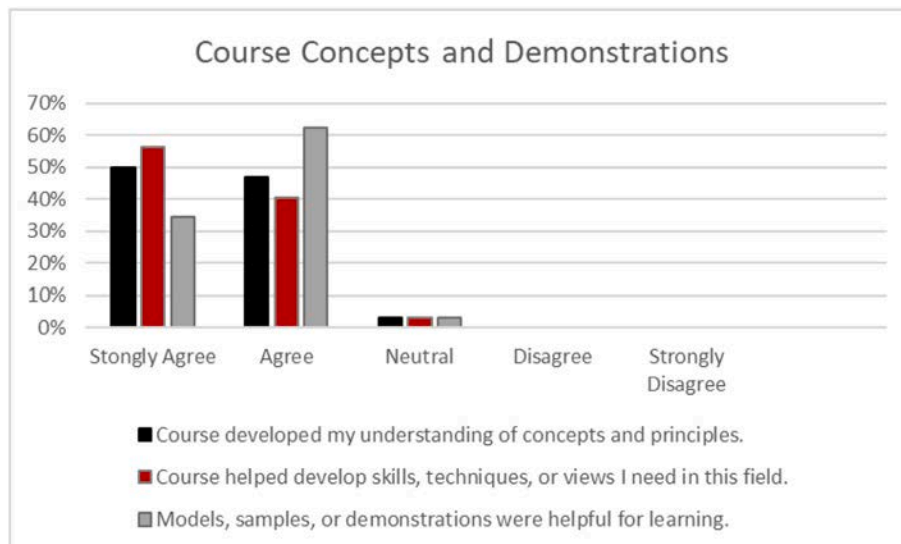 Course Concepts and Demonstrations
70%
60%
50%
40%
30%
20%
10%
0%
Stongly Agree
Agree
Neutral
Disagree
Strongly
Disagree
Course developed my understanding of concepts and principles.
Course helped develop skills, techniques, or views I need in this field.
Models, samples, or demonstrations were helpful for learning.